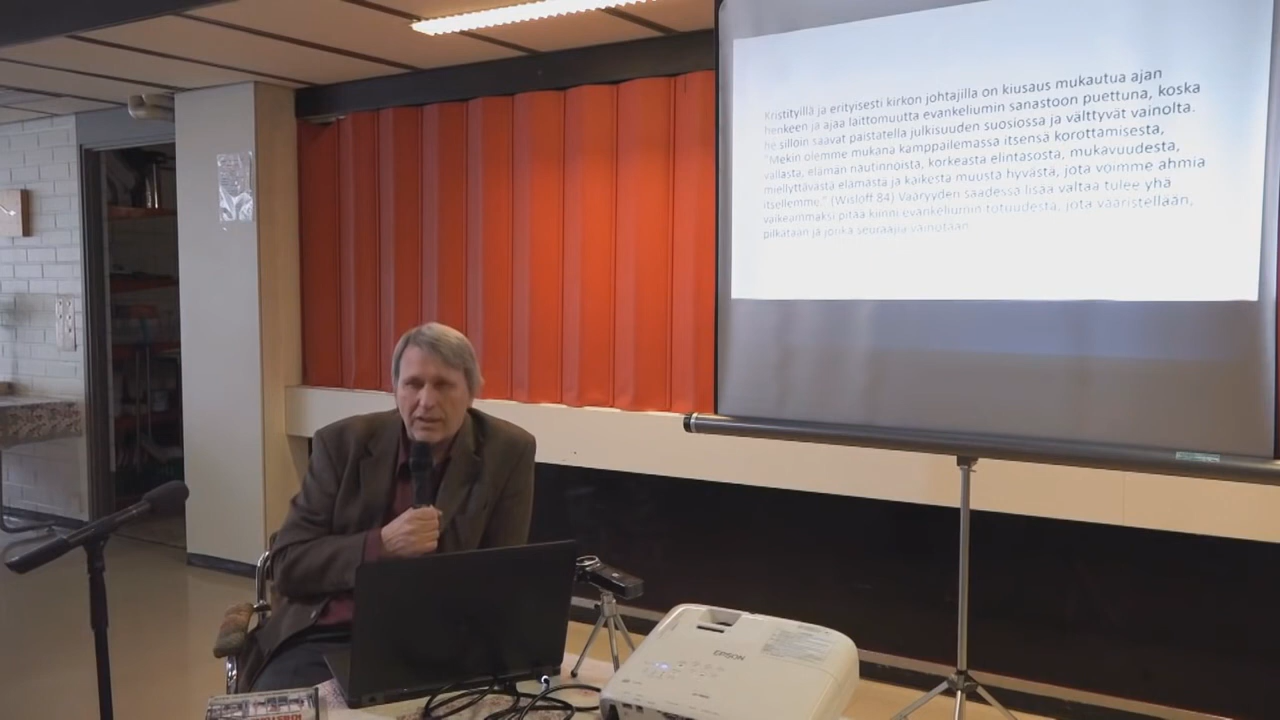 Kristityillä ja erityisesti kirkon johtajilla on kiusaus mukautua ajan
henkeen ja ajaa laittomuutta evankeliumin sanastoon puettuna, koska
he silloin saavat paistatella julkisuuden suosiossa ja välttyvät vainolta.
"Mekin olemme mukana kamppailemassa itsensä korottamisesta,
vallasta, elämän nautinnoista, korkeasta elintasosta, mukavuudesta,
miellyttävästä elämästä ja kaikesta muusta hyvästä, jota voimme ahmia
itsellemme." (Wisloff 84) Vääryyden saadessa lisää valtaa tulee yhä
vaikeammaksi pitää kiinni evankeliumin totuudesta, jota vääristellään,
pilkataan ja jonka seuraajia vainotaan.
EPSON